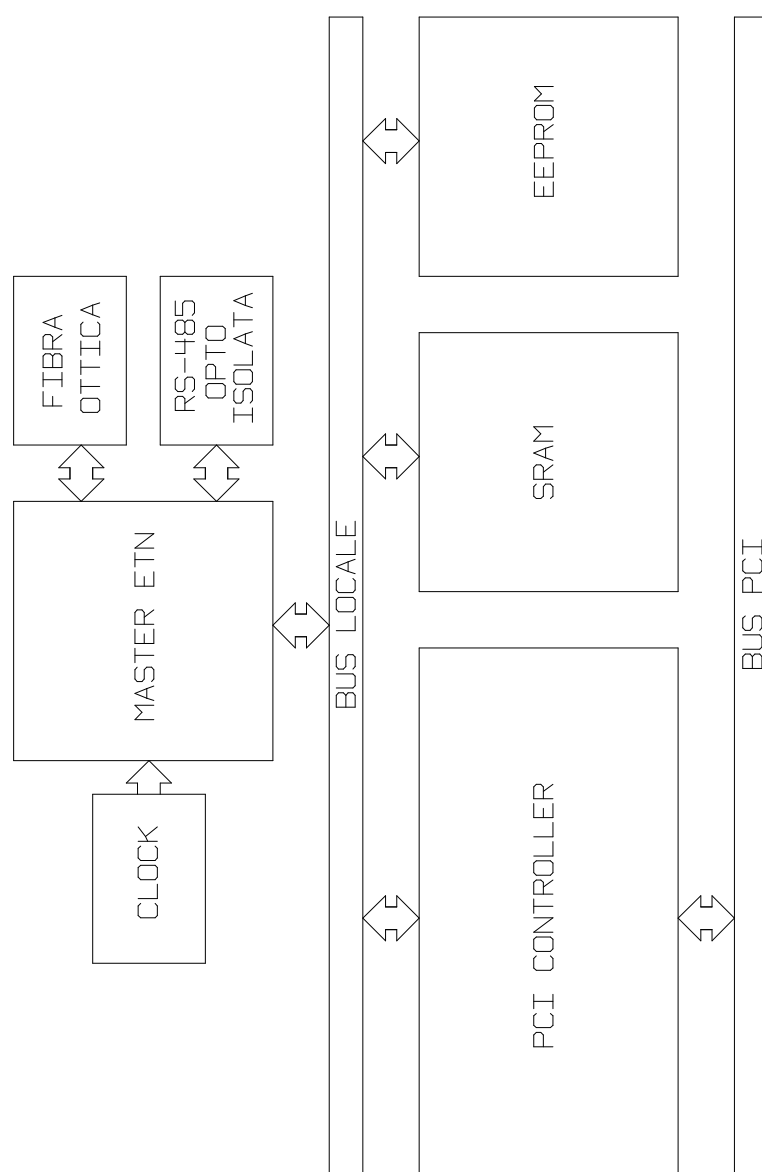 FIBRA
OTTICA
RS-485
OPTO
ISOLATA
CLOCK
MASTER ETN
BUS LOCALE
PCI CONTROLLER
SRAM
EEPROM
BUS PCI